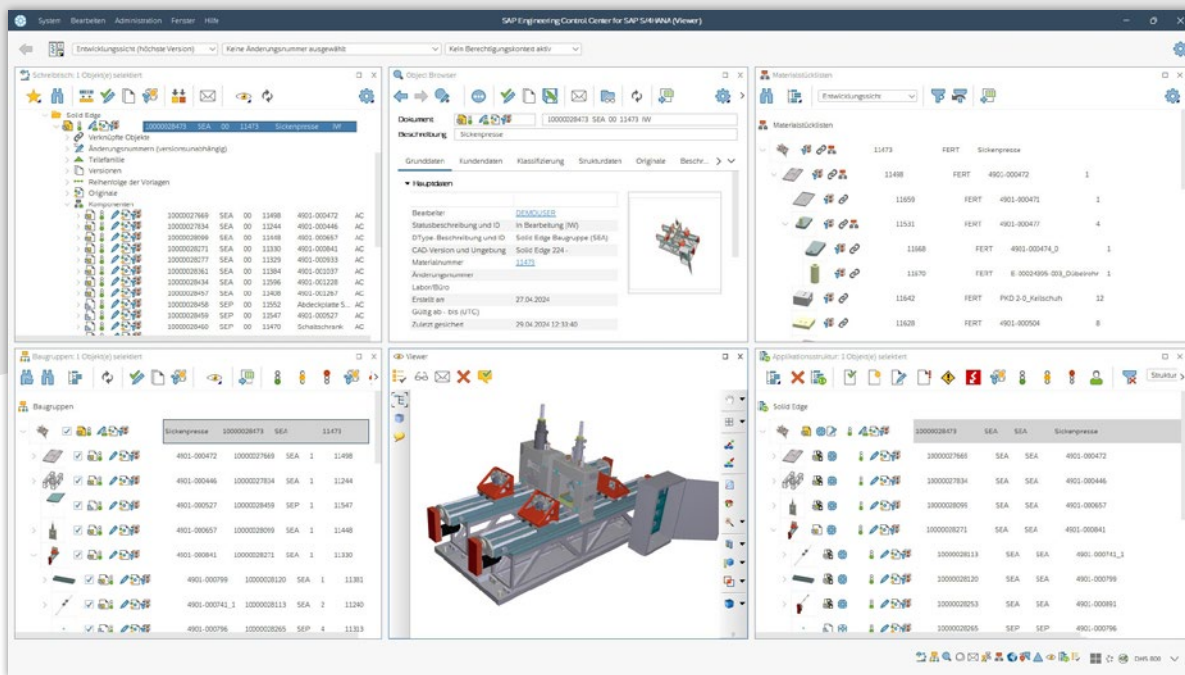 System Bearbeiten Administration Fenster Hilfe
SAP Engineering Control Center for SAP S/4HANA (Viewer)
Entwicklungssicht (Höchste Version) Keine Änderungsnummer ausgewählt Kein Berechtigungskontext aktiv
Schreibtisch: 1 Objekt(e) selektiert
Solid Edge
10000028473 SEA 00 11473 Sickenpresse IW
Verknüpfte Objekte
Änderungsnummern (versionsunabhängig)
Teilefamilie
Versionen
Reihenfolge der Vorlagen
Originale
Komponenten
10000027669 SEA 00 11498 4901-000472 AC
10000027834 SEA 00 11244 4901-000446 AC
10000028099 SEA 00 11448 4901-000657 AC
10000028271 SEA 00 11330 4901-000841 AC
10000028277 SEA 00 11329 4901-000933 AC
10000028361 SEA 00 11384 4901-001037 AC
10000028434 SEA 00 11596 4901-001228 AC
10000028457 SEA 00 11408 4901-001267 AC
10000028458 SEP 00 11552 Abdeckplatte S... AC
10000028459 SEP 00 11547 4901-000527 AC
10000028460 SEP 00 11470 Schaltschrank AC
Object Browser
Dokument 10000028473 SEA 00 11473 IW
Beschreibung Sickenpresse
Grunddaten Kundendaten Klassifizierung Strukturdaten Originale Beschr...
Hauptdaten
Bearbeiter DEMOUSER
Statusbeschreibung und ID In Bearbeitung (IW)
DType-Beschreibung und ID Solid Edge Baugruppe (SEA)
CAD-Version und Umgebung Solid Edge 224 -
Materialnummer 11473
Änderungsnummer
Labor/Büro
Erstellt am 27.04.2024
Gültig ab - bis (UTC)
Zuletzt gesichert 29.04.2024 12:33:40
Materialstücklisten
Entwicklungssicht
Materialstücklisten
11473 FERT Sickenpresse
11498 FERT 4901-000472 1
11659 FERT 4901-000471 1
11531 FERT 4901-000477 4
11668 FERT 4901-000474_0 1
11670 FERT E-00024995-003_Dübelrohr 1
11642 FERT PKD 2-0_Keilschuh 12
11628 FERT 4901-000504 8
Baugruppen: 1 Objekt(e) selektiert
Baugruppen
Sickenpresse 10000028473 SEA 11473
4901-000472 10000027669 SEA 1 11498
4901-000446 10000027834 SEA 1 11244
4901-000527 10000028459 SEP 1 11547
4901-000657 10000028099 SEA 1 11448
4901-000841 10000028271 SEA 1 11330
4901-000799 10000028120 SEA 1 11381
4901-000741_1 10000028113 SEA 2 11240
4901-000796 10000028265 SEP 4 11313
Viewer
Applikationsstruktur: 1 Objekt(e) selektiert
Struktur
Solid Edge
10000028473 SEA SEA Sickenpresse
10000027669 SEA SEA 4901-000472
10000027834 SEA SEA 4901-000446
10000028099 SEA SEA 4901-000657
10000028271 SEA SEA 4901-000841
10000028113 SEA SEA 4901-000741_1
10000028120 SEA SEA 4901-000799
10000028253 SEA SEA 4901-000891
10000028265 SEP SEP 4901-000796
DMS 800